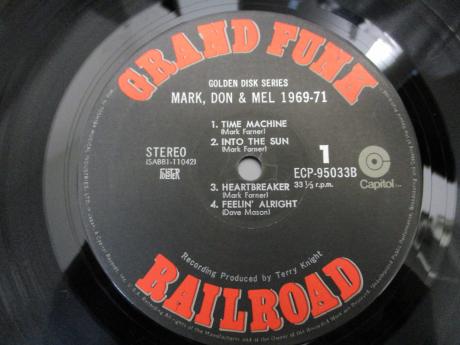 GRAND FUNK
GOLDEN DISK SERIES
MARK, DON & MEL 1969-71
1. TIME MACHINE
(Mark Farner)
2. INTO THE SUN
(Mark Farner)
STEREO
(SABB1-11042)
1
ECP-95033B
33 1/3 r.p.m.
Capitol
3. HEARTBREAKER
(Mark Farner)
4. FEELIN' ALRIGHT
(Dave Mason)
Recording Produced by Terry Knight
RAILROAD